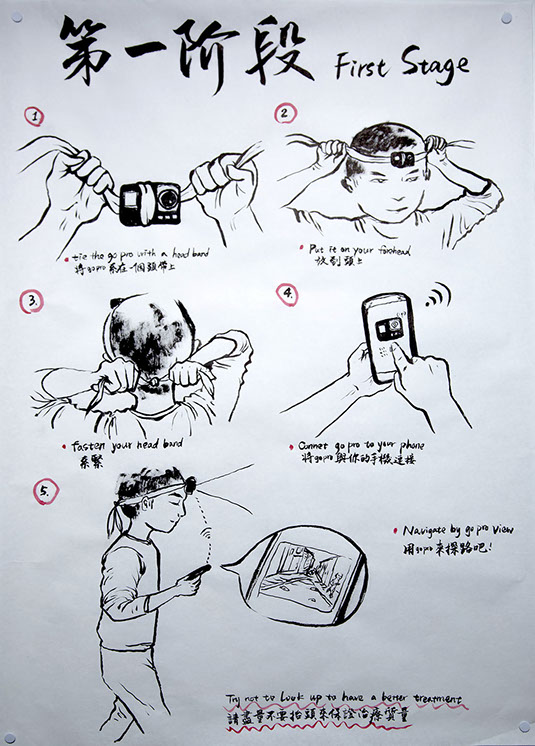 第一阶段 First Stage
1
2
• tie the go pro with a head band
將gopro系在一個頭帶上
• Put it on your forehead
放到頭上
3.
4.
• fasten your head band
系緊
• Connet go pro to your phone
將gopro與你的手機连接
5.
• Navigate by go pro view
用gopro來探路吧!
Try not to Look up to have a better treatment
請盡量不要抬頭來保證治療質量